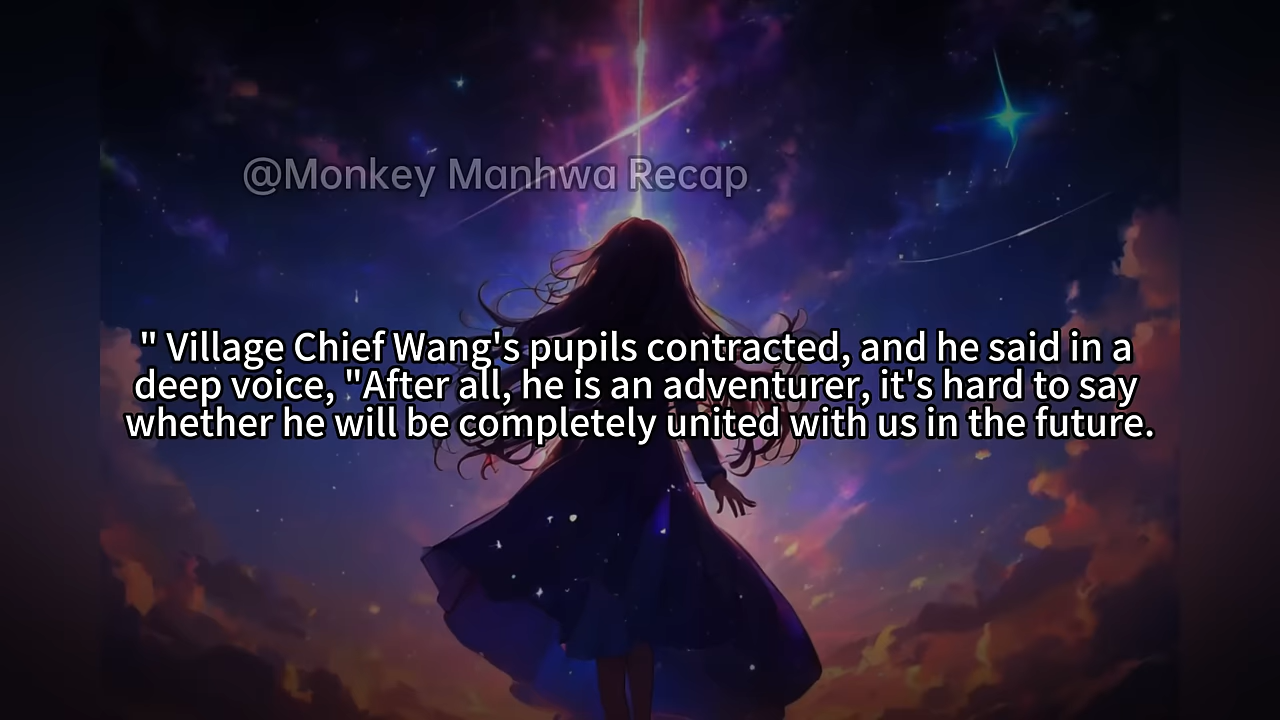 @Monkey Manhwa Recap
" Village Chief Wang's pupils contracted, and he said in a
deep voice, "After all, he is an adventurer, it's hard to say
whether he will be completely united with us in the future.